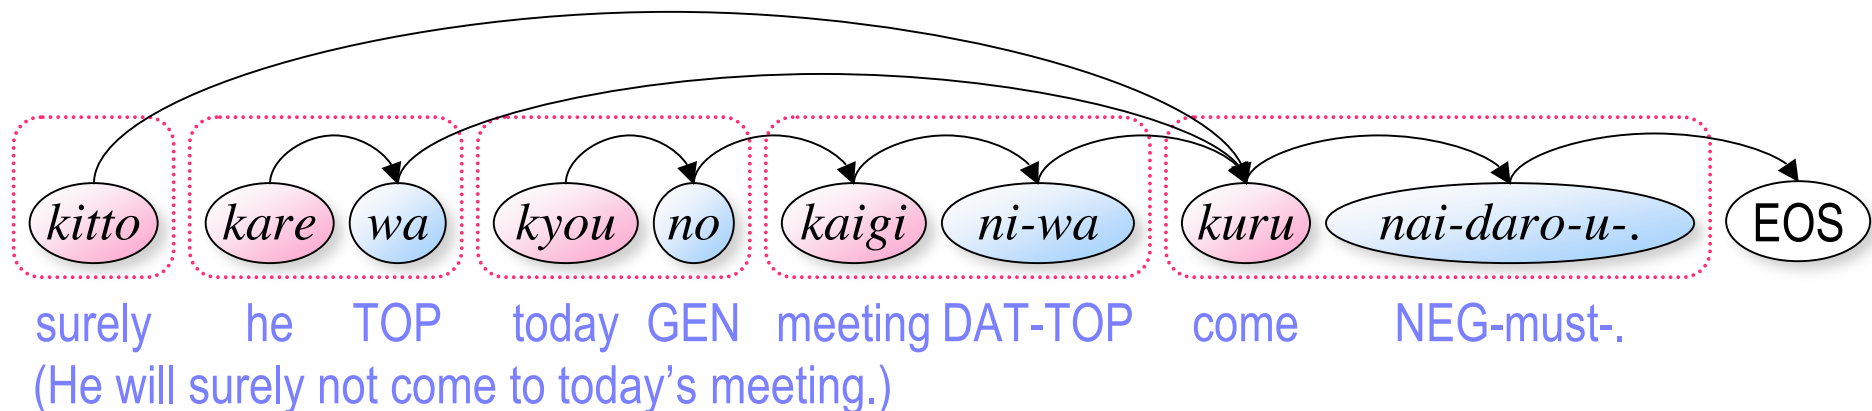 kitto kare wa kyou no kaigi ni-wa kuru nai-daro-u-. EOS
surely he TOP today GEN meeting DAT-TOP come NEG-must-.
(He will surely not come to today’s meeting.)